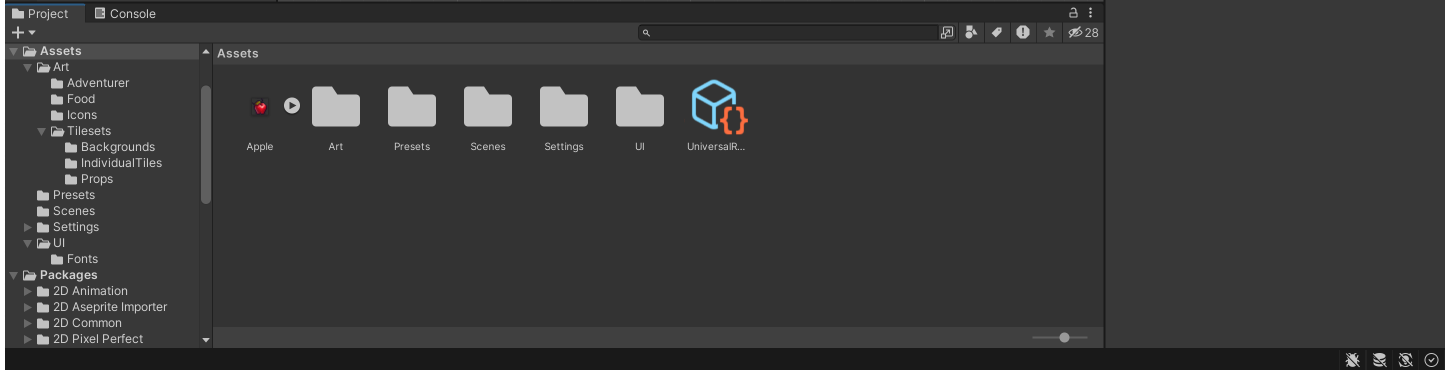 Project
Console
28
Assets
Art
Adventurer
Food
Icons
Tilesets
Backgrounds
IndividualTiles
Props
Presets
Scenes
Settings
UI
Fonts
Packages
2D Animation
2D Aseprite Importer
2D Common
2D Pixel Perfect
Assets
Apple
Art
Presets
Scenes
Settings
UI
UniversalR...